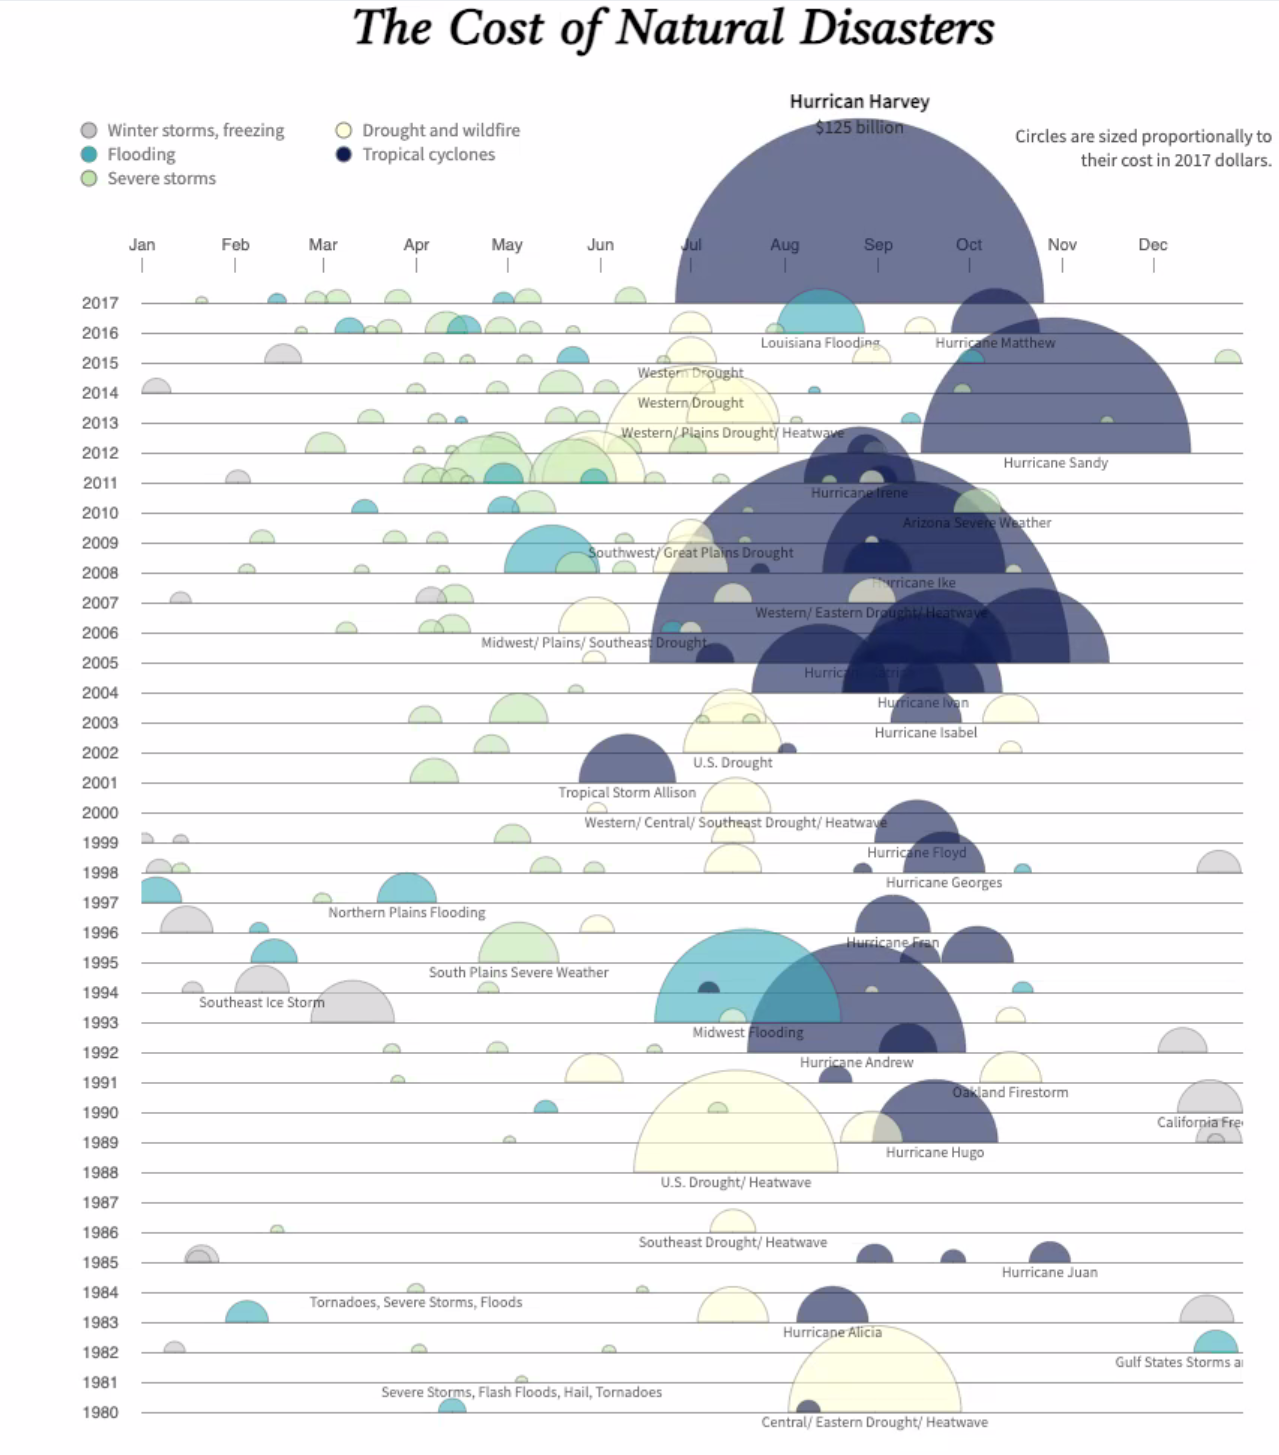 The Cost of Natural Disasters
Hurrican Harvey
$125 billion
Winter storms, freezing
Flooding
Severe storms
Drought and wildfire
Tropical cyclones
Circles are sized proportionally to
their cost in 2017 dollars.
Jan Feb Mar Apr May Jun Jul Aug Sep Oct Nov Dec
2017
2016
Louisiana Flooding Hurricane Matthew
2015
Western Drought
2014
Western Drought
2013
Western/ Plains Drought/ Heatwave
2012
Hurricane Sandy
2011
Hurricane Irene
2010
Arizona Severe Weather
2009
Southwest/ Great Plains Drought
2008
Hurricane Ike
2007
Western/ Eastern Drought/ Heatwave
2006
Midwest/ Plains/ Southeast Drought
2005
2004
Hurricane Ivan
2003
Hurricane Isabel
2002
U.S. Drought
2001
Tropical Storm Allison
2000
Western/ Central/ Southeast Drought/ Heatwave
1999
Hurricane Floyd
1998
Hurricane Georges
1997
Northern Plains Flooding
1996
Hurricane Fran
1995
South Plains Severe Weather
1994
Southeast Ice Storm
1993
Midwest Flooding
1992
Hurricane Andrew
1991
Oakland Firestorm
1990
California Fre
1989
Hurricane Hugo
1988
U.S. Drought/ Heatwave
1987
1986
Southeast Drought/ Heatwave
1985
Hurricane Juan
1984
Tornadoes, Severe Storms, Floods
1983
Hurricane Alicia
1982
Gulf States Storms a
1981
Severe Storms, Flash Floods, Hail, Tornadoes
1980
Central/ Eastern Drought/ Heatwave